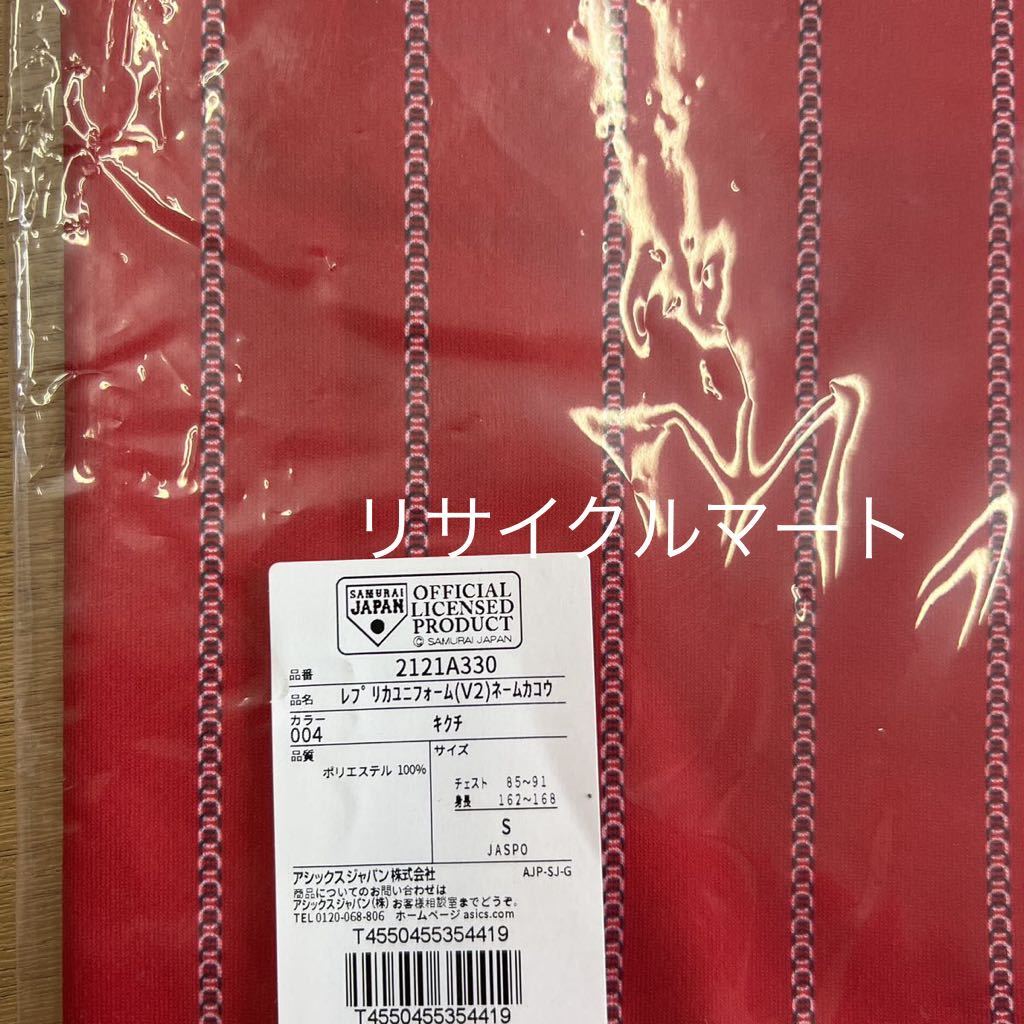 リサイクルマート
SAMURAI
JAPAN
OFFICIAL
LICENSED
PRODUCT
© SAMURAI JAPAN
品番 2121A330
品名 レプリカユニフォーム(V2)ネームカコウ
カラー
004 キクチ
品質
ポリエステル 100%
サイズ
チェスト 85~91
身長 162~168
S
JASPO
アシックスジャパン株式会社 AJP-SJ-G
商品についてのお問い合わせは
アシックスジャパン(株)お客様相談室までどうぞ。
TEL 0120-068-806 ホームページ asics.com
T4550455354419
T4550455354419